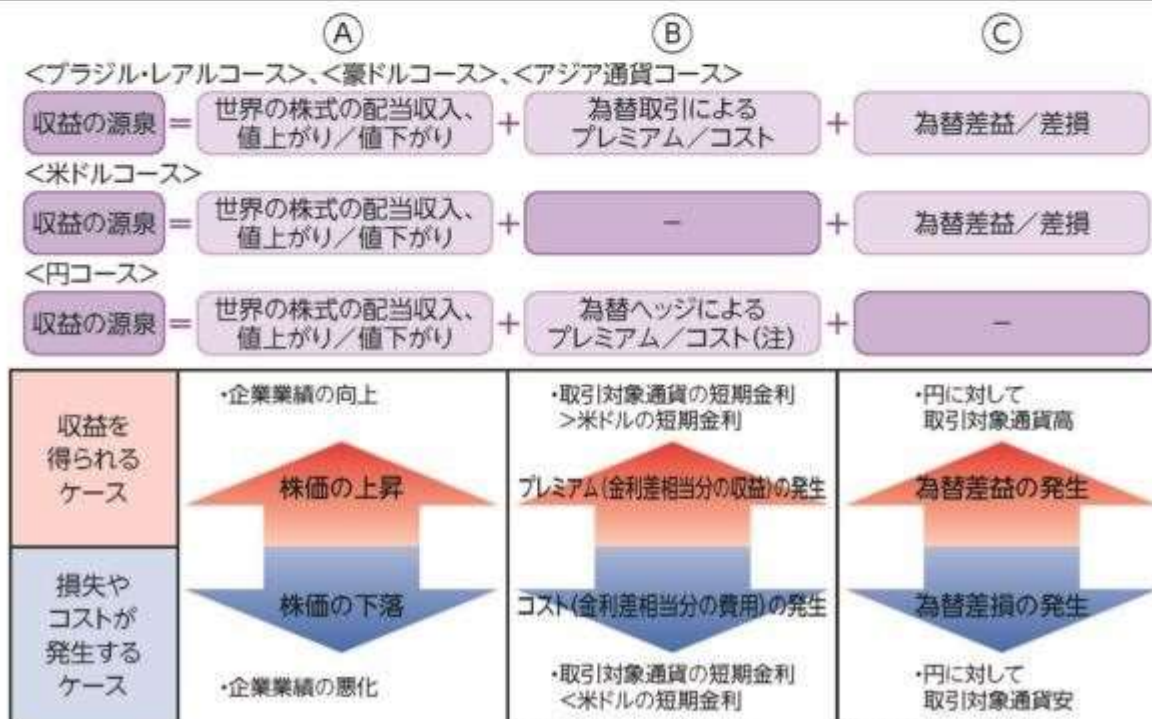 Ⓐ Ⓑ Ⓒ
<ブラジル・レアルコース>、<豪ドルコース>、<アジア通貨コース>
収益の源泉 = 世界の株式の配当収入、 + 為替取引による + 為替差益/差損
値上がり/値下がり プレミアム/コスト
<米ドルコース>
収益の源泉 = 世界の株式の配当収入、 + − + 為替差益/差損
値上がり/値下がり
<円コース>
収益の源泉 = 世界の株式の配当収入、 + 為替ヘッジによる + −
値上がり/値下がり プレミアム/コスト(注)
収益を
得られる
ケース
・企業業績の向上
株価の上昇
・取引対象通貨の短期金利
>米ドルの短期金利
プレミアム(金利差相当分の収益)の発生
・円に対して
取引対象通貨高
為替差益の発生
損失や
コストが
発生する
ケース
株価の下落
・企業業績の悪化
コスト(金利差相当分の費用)の発生
・取引対象通貨の短期金利
<米ドルの短期金利
為替差損の発生
・円に対して
取引対象通貨安